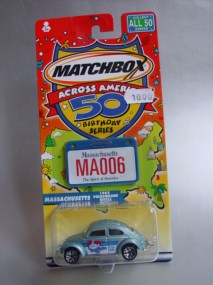 COLLECT
ALL 50
MATCHBOX
ACROSS AMERICA
50
BIRTHDAY
SERIES
Massachusetts
MA006
The Spirit of America
MASSACHUSETTS
1962
VOLKSWAGEN
BEETLE